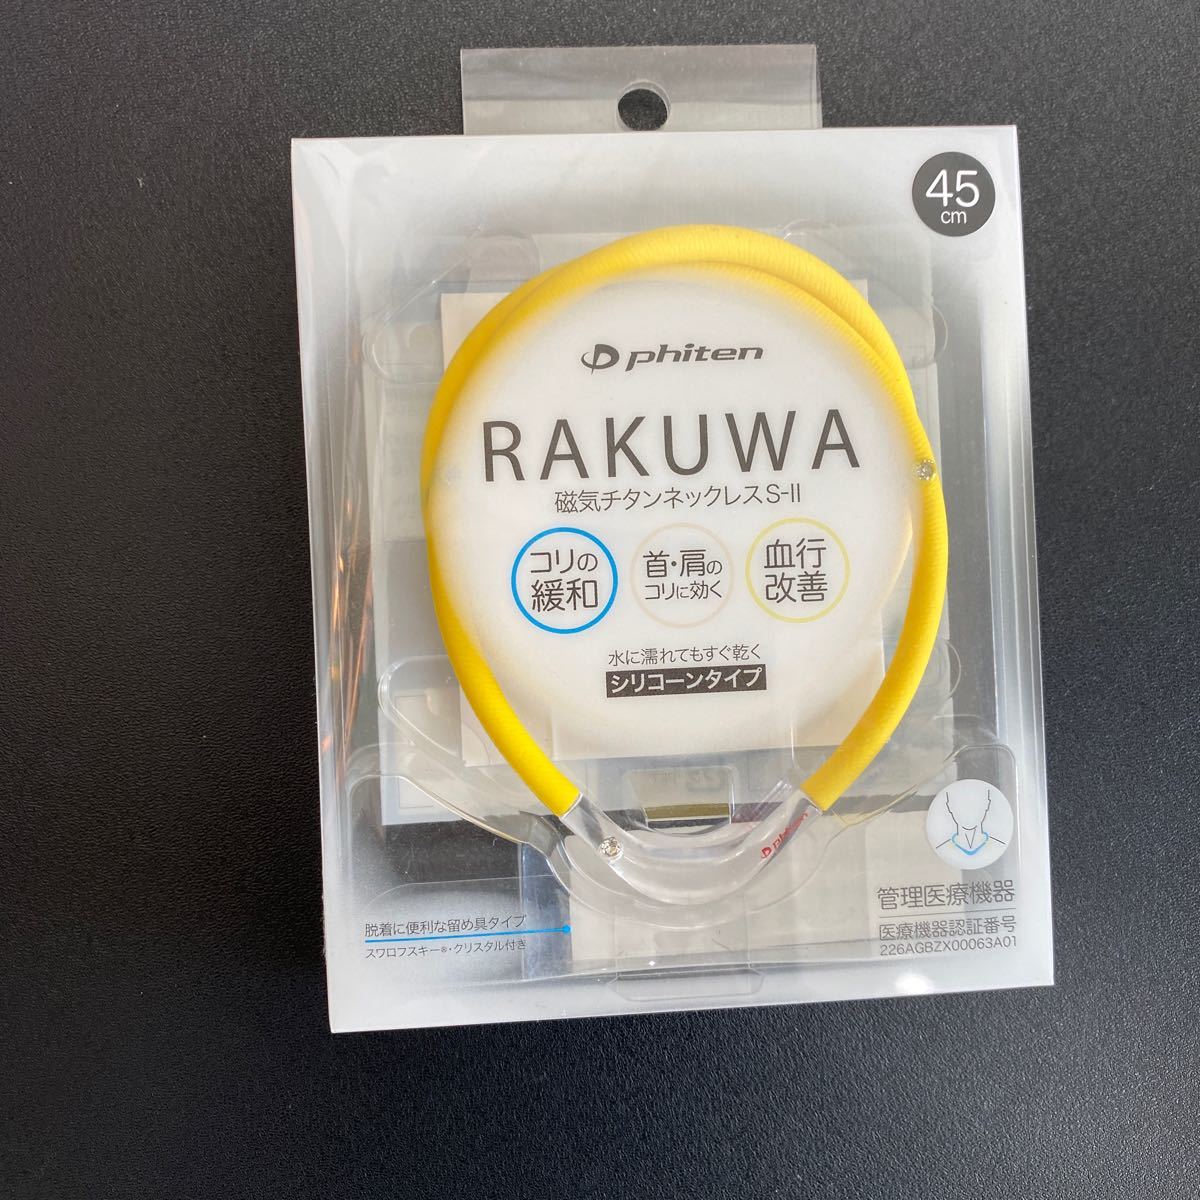 45
cm
phiten
RAKUWA
磁気チタンネックレスS-II
コリの
緩和
首・肩の
コリに効く
血行
改善
水に濡れてもすぐ乾く
シリコーンタイプ
phiten
脱着に便利な留め具タイプ
スワロフスキー®・クリスタル付き
管理医療機器
医療機器認証番号
226AGBZX00063A01